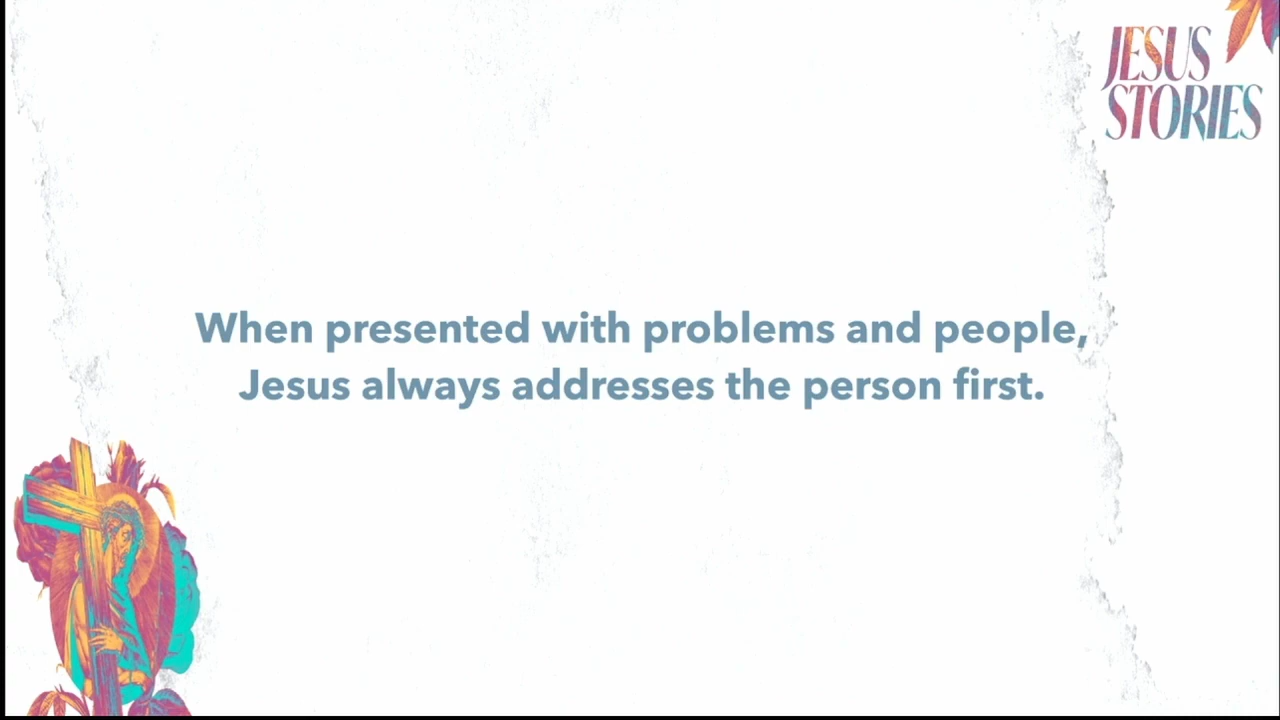 JESUS
STORIES
When presented with problems and people,
Jesus always addresses the person first.